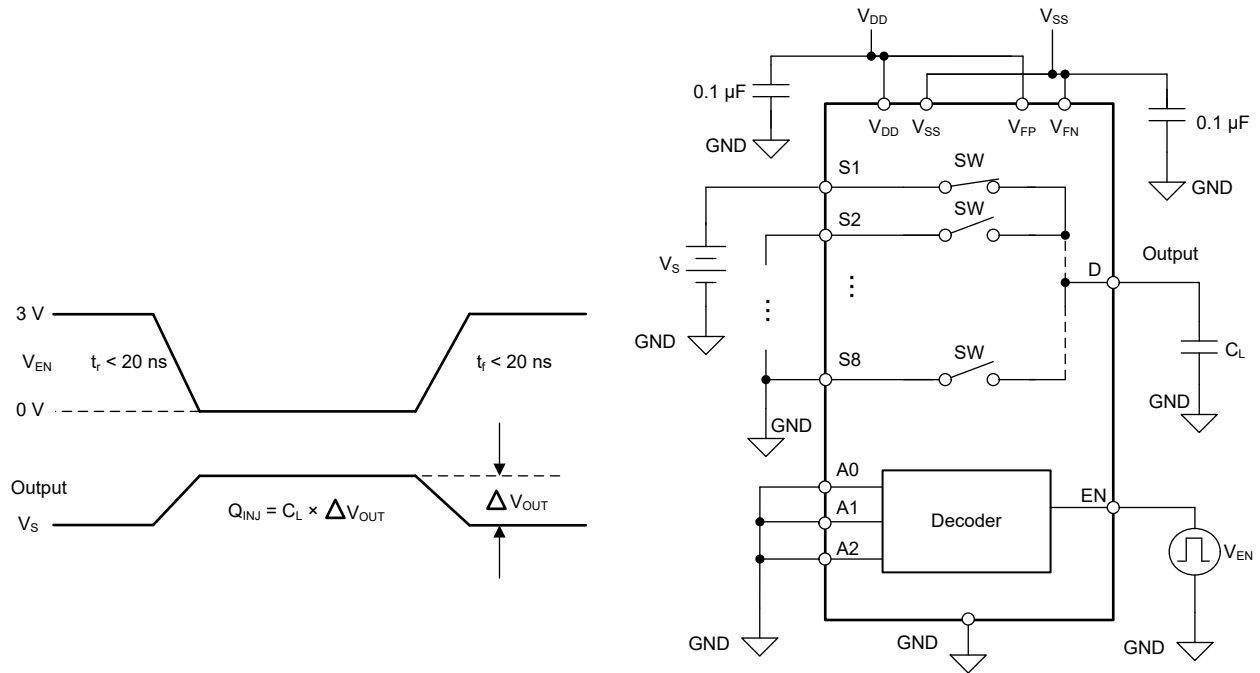 3 V
V_EN
t_r < 20 ns
t_f < 20 ns
0 V
Output
V_S
Q_INJ = C_L × Δ V_OUT
Δ V_OUT
V_DD
V_SS
0.1 µF
GND
0.1 µF
GND
V_DD
V_SS
V_FP
V_FN
S1
SW
S2
SW
V_S
GND
...
...
D
Output
S8
SW
GND
C_L
GND
A0
A1
A2
Decoder
EN
V_EN
GND
GND
GND